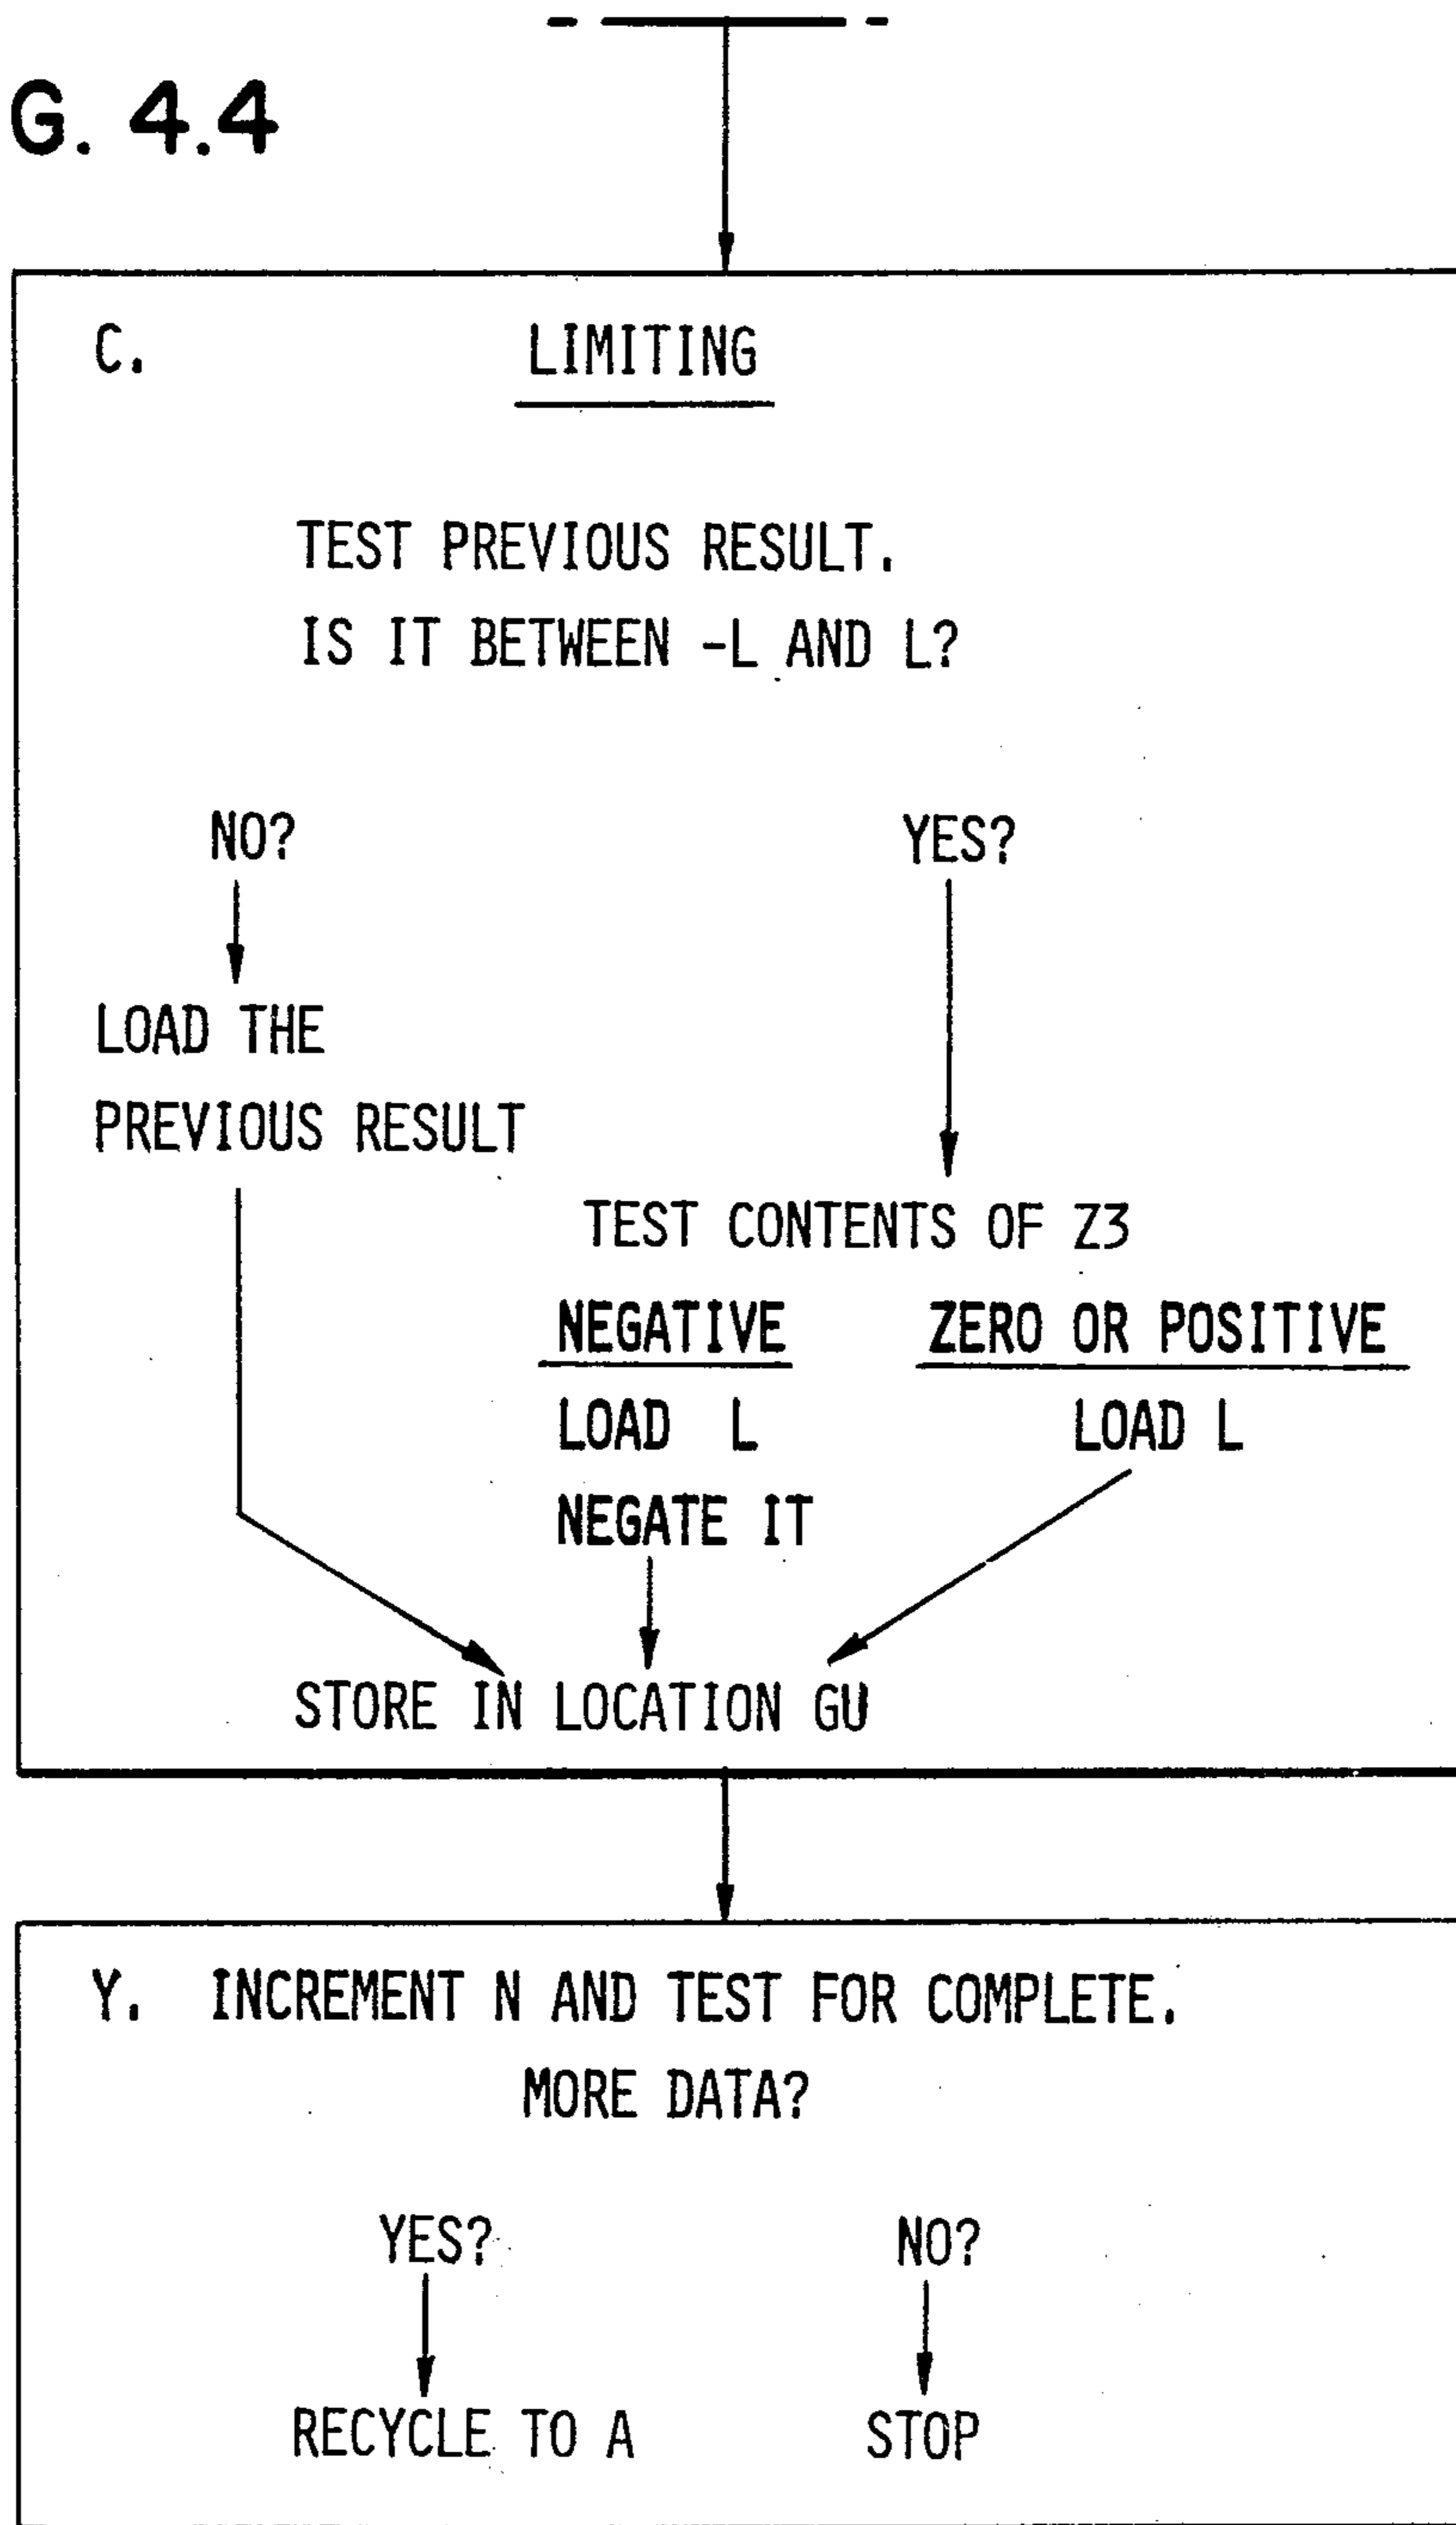 G. 4.4
C. LIMITING
TEST PREVIOUS RESULT.
IS IT BETWEEN -L AND L?
NO? YES?
LOAD THE
PREVIOUS RESULT
TEST CONTENTS OF Z3
NEGATIVE ZERO OR POSITIVE
LOAD L LOAD L
NEGATE IT
STORE IN LOCATION GU
Y. INCREMENT N AND TEST FOR COMPLETE.
MORE DATA?
YES? NO?
RECYCLE TO A STOP